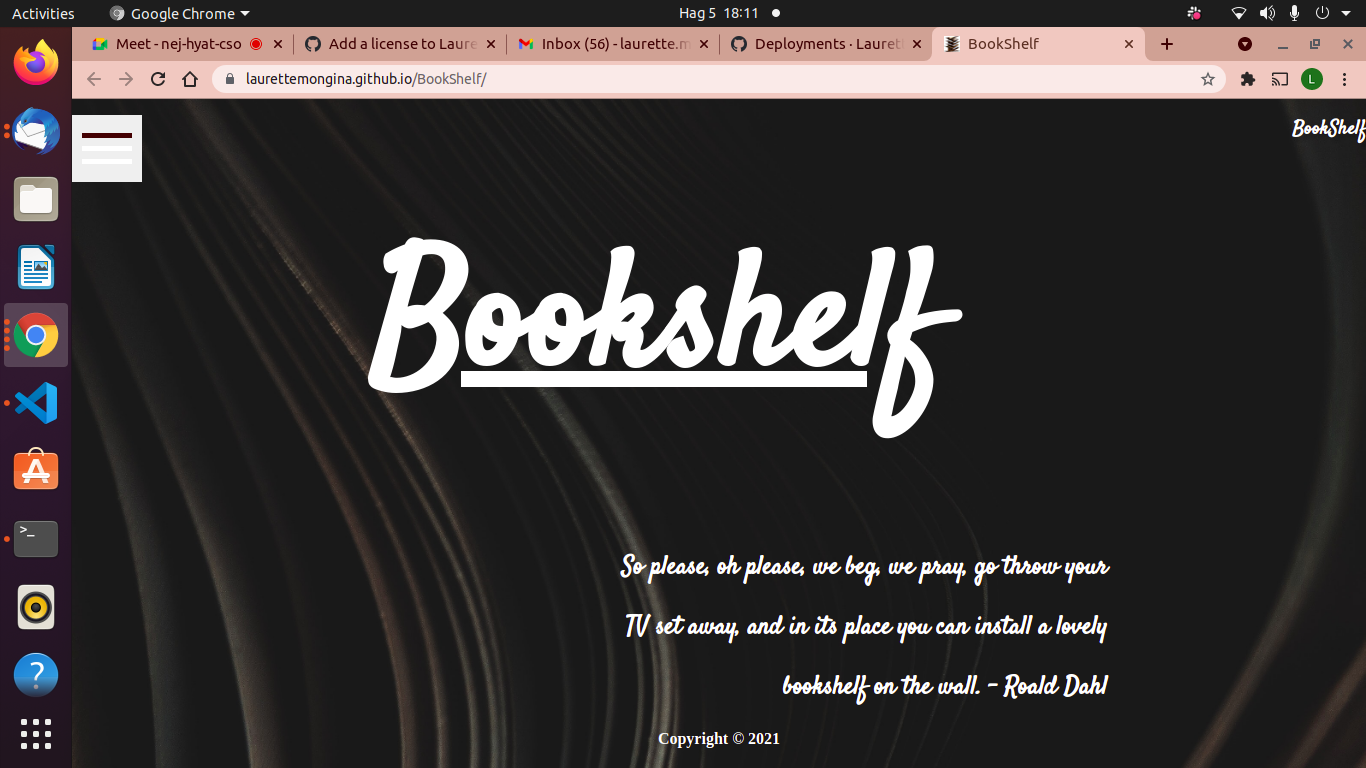 Activities
Google Chrome
Hag 5 18:11
Meet - nej-hyat-cso
Add a license to Laure
Inbox (56) - laurette.m
Deployments · Lauret
BookShelf
laurettemongina.github.io/BookShelf/
L
BookShelf
Bookshelf
So please, oh please, we beg, we pray, go throw your
TV set away, and in its place you can install a lovely
bookshelf on the wall. - Roald Dahl
Copyright © 2021